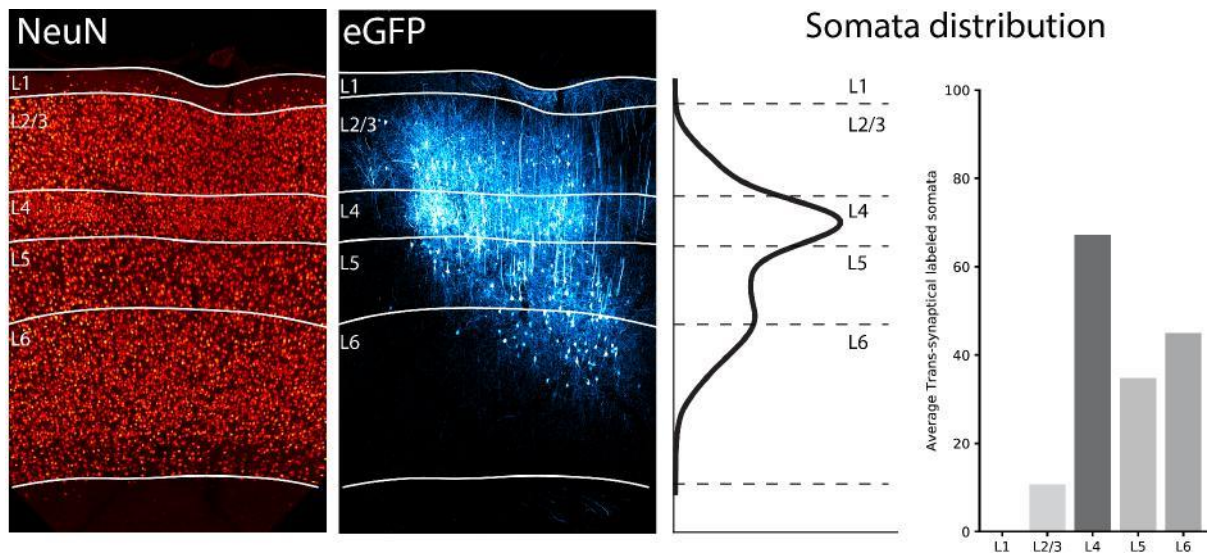 NeuN
L1
L2/3
L4
L5
L6
eGFP
L1
L2/3
L4
L5
L6
Somata distribution
L1
L2/3
L4
L5
L6
Average Trans-synaptical labeled somata
100
80
60
40
20
0
L1 L2/3 L4 L5 L6